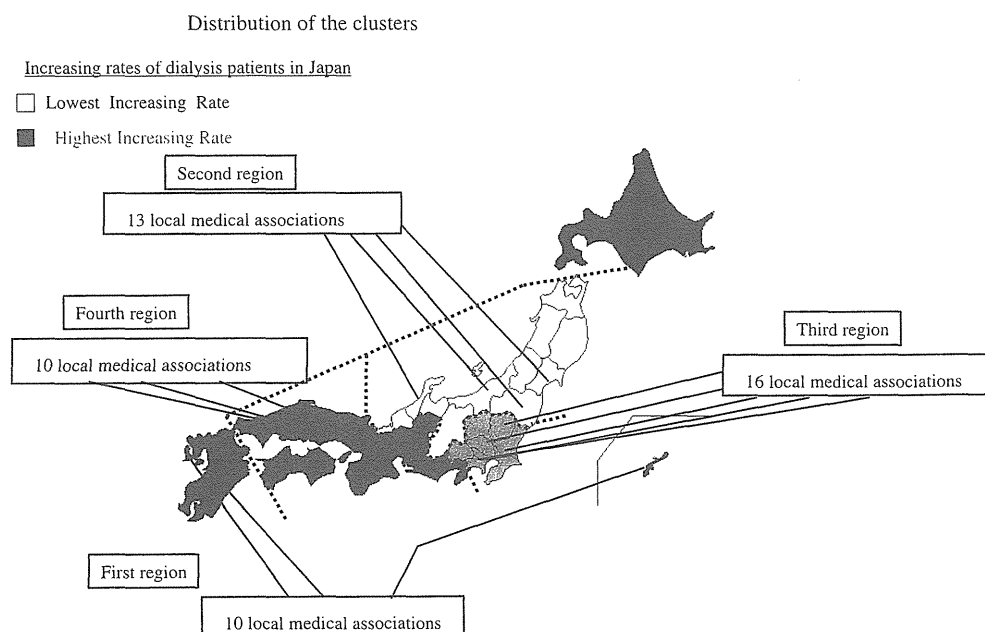 Distribution of the clusters
Increasing rates of dialysis patients in Japan
Lowest Increasing Rate
Highest Increasing Rate
Second region
13 local medical associations
Fourth region
10 local medical associations
Third region
16 local medical associations
First region
10 local medical associations